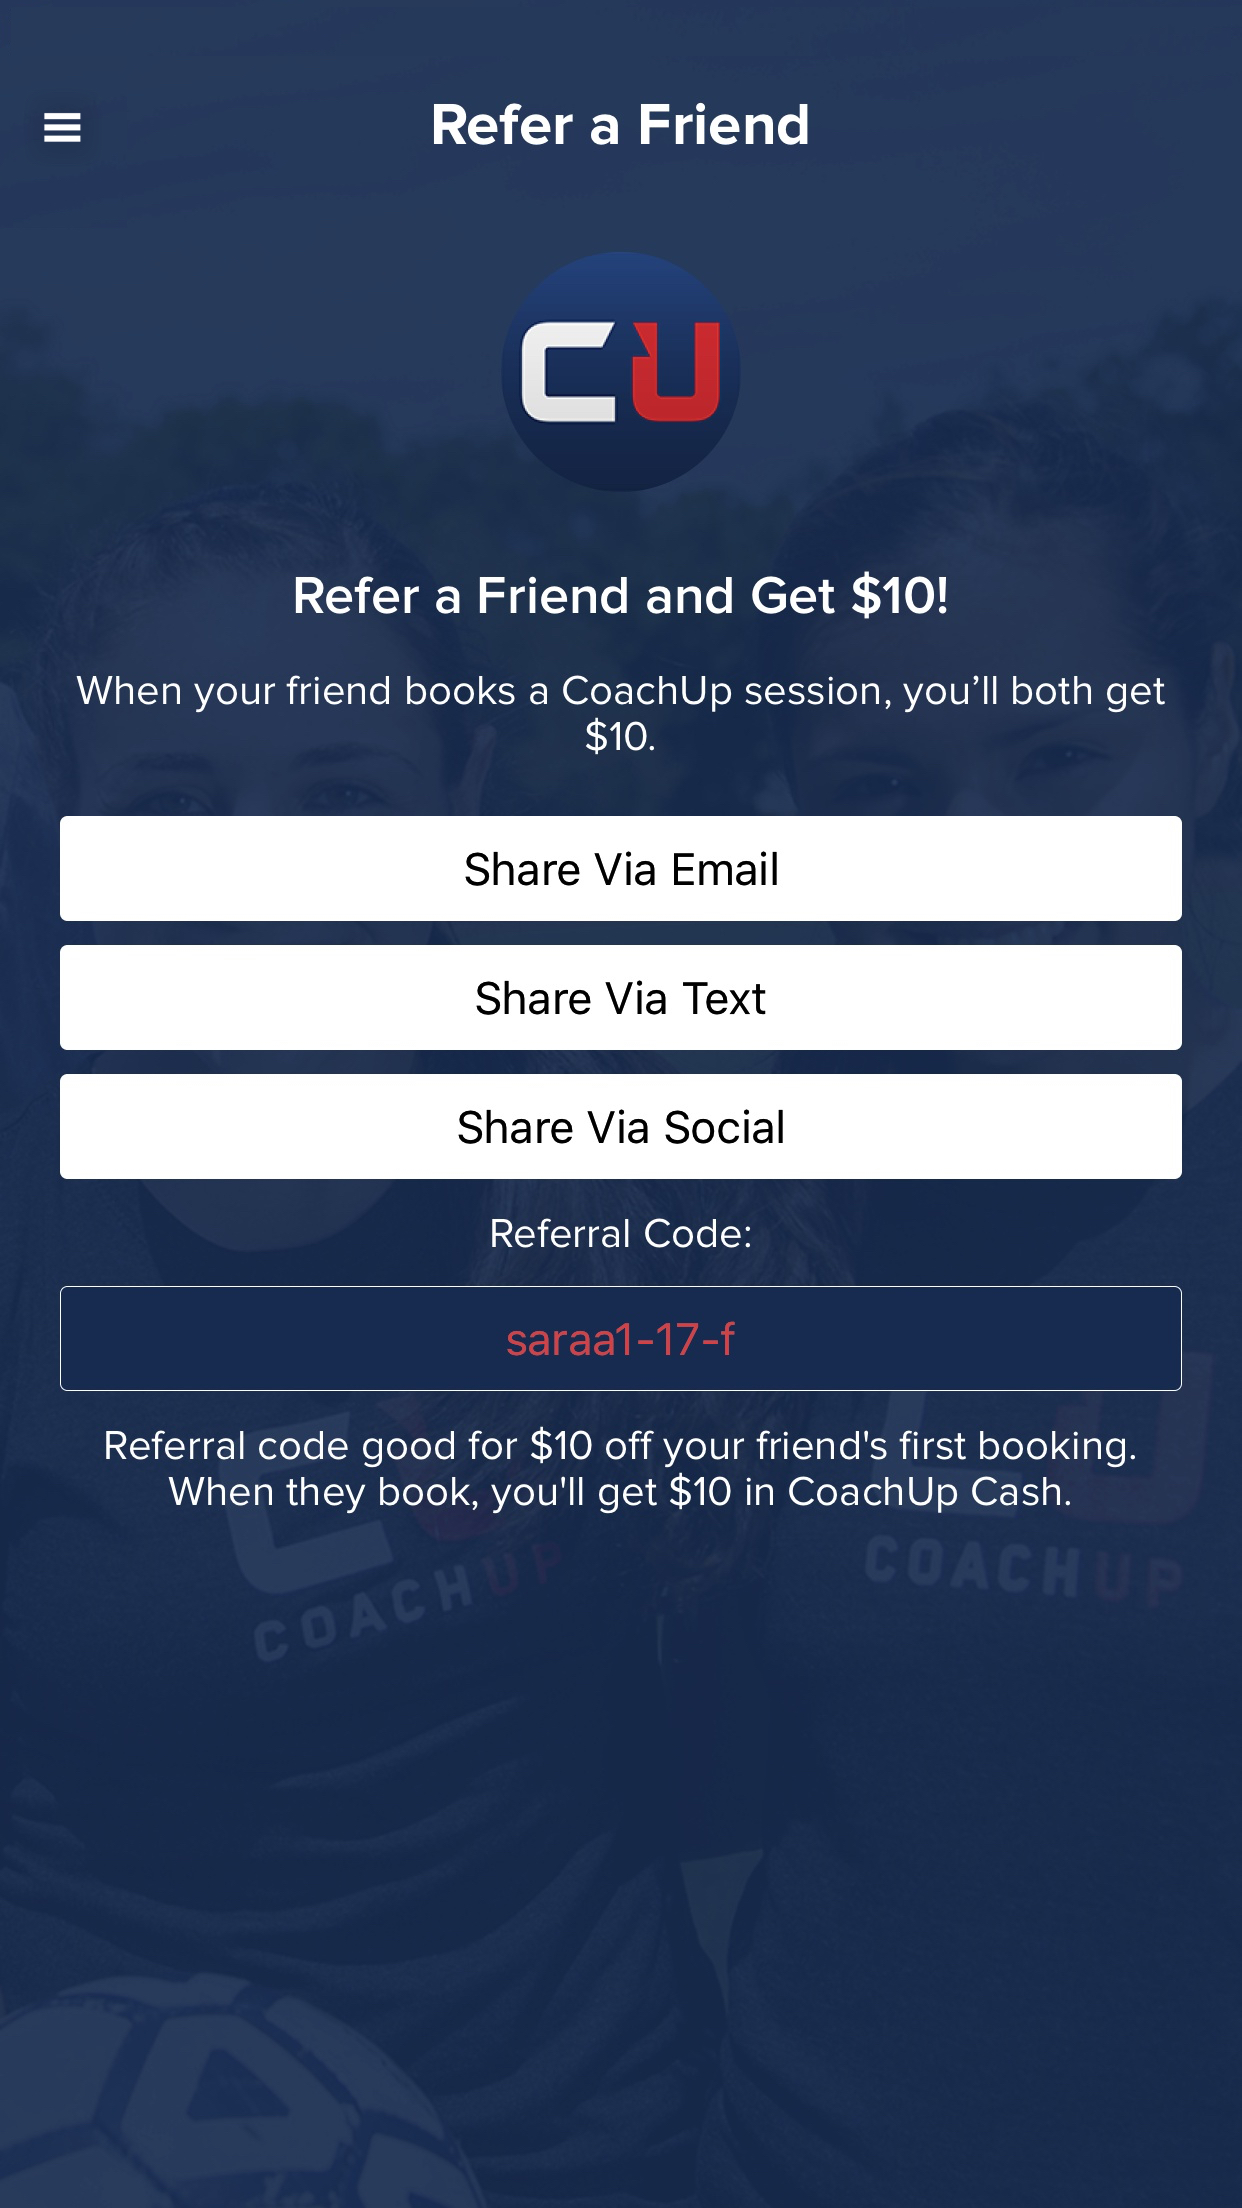 Refer a Friend
CU
Refer a Friend and Get $10!
When your friend books a CoachUp session, you’ll both get
$10.
Share Via Email
Share Via Text
Share Via Social
Referral Code:
saraa1-17-f
Referral code good for $10 off your friend's first booking.
When they book, you'll get $10 in CoachUp Cash.
COACHUP
COACHUP